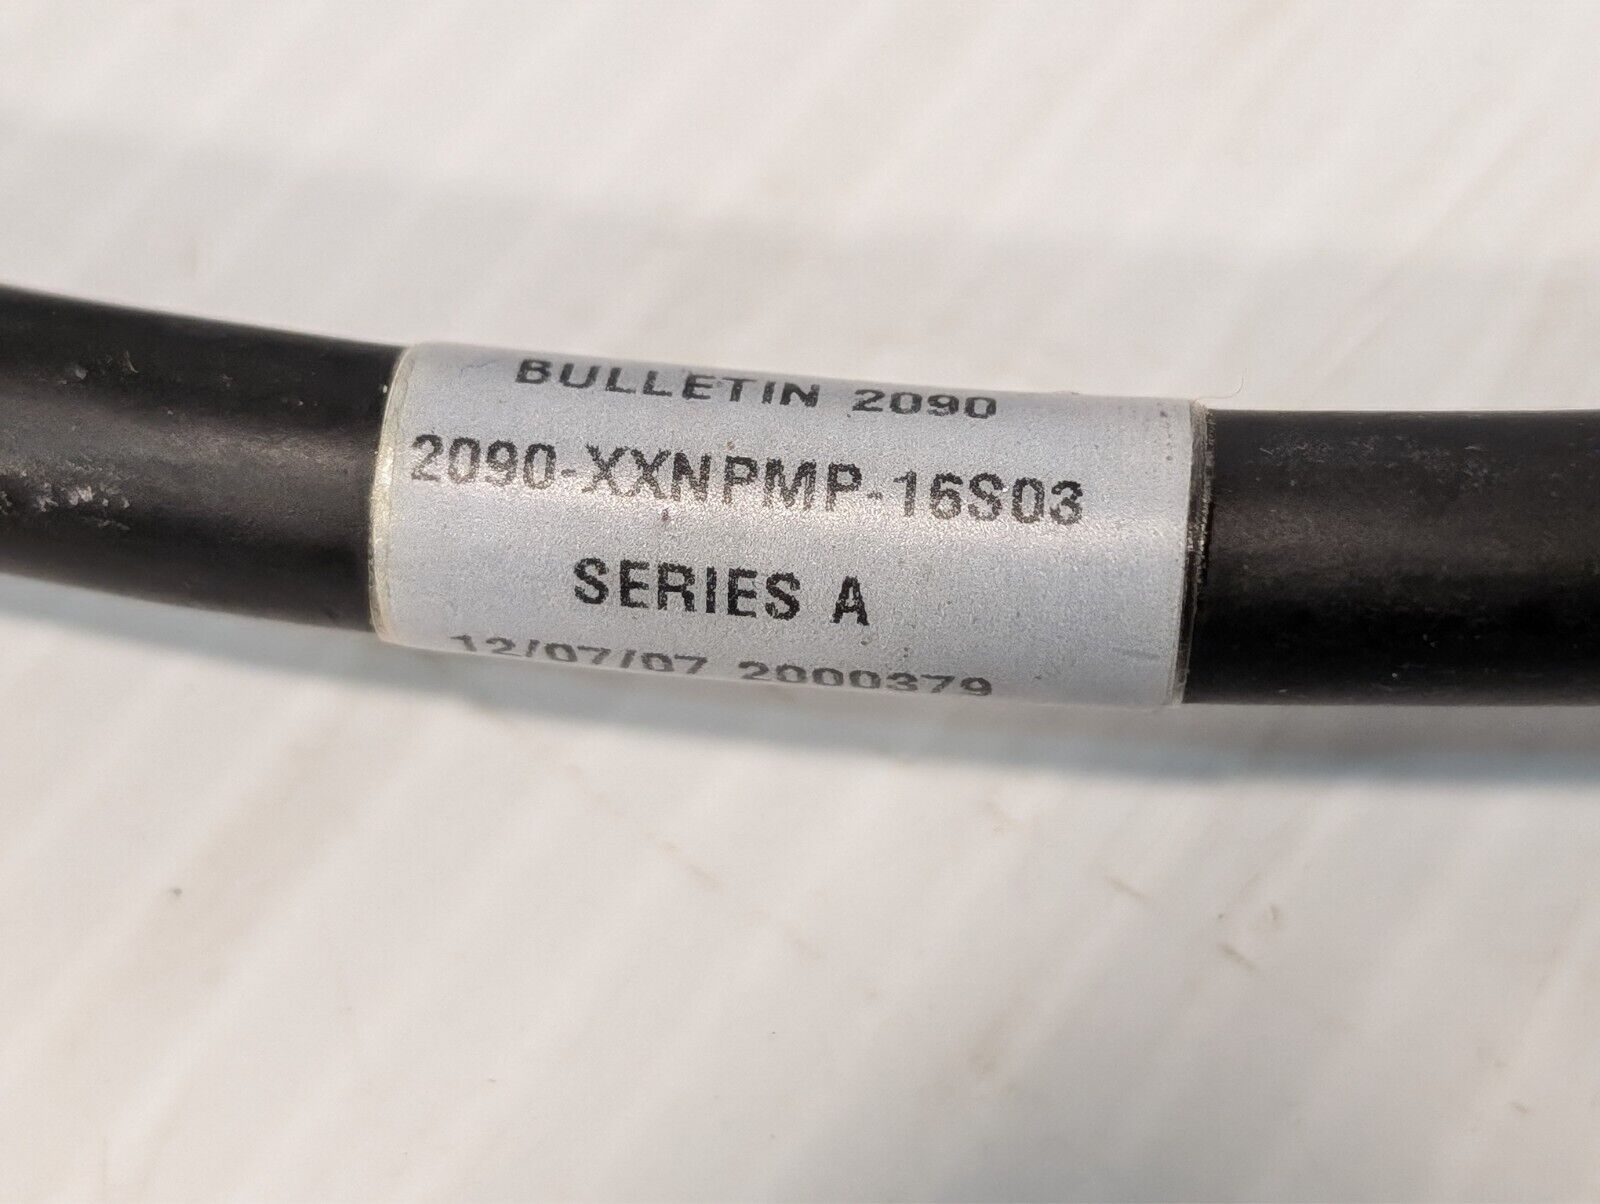 BULLETIN 2090
2090-XXNPMP-16S03
SERIES A
12/07/07 2000379